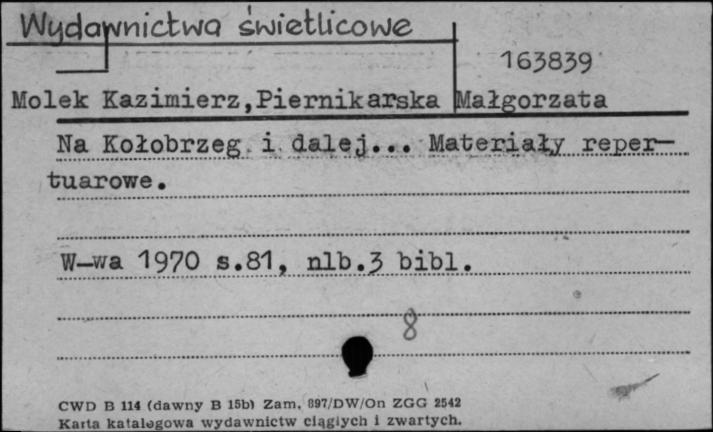 Wydawnictwa świetlicowe
163839
Molek Kazimierz,Piernikarska Małgorzata
Na Kołobrzeg i dalej... Materiały reper-
tuarowe.
W-wa 1970 s.81, nlb.3 bibl.
8
CWD B 114 (dawny B 15b) Zam. 897/DW/On ZGG 2542
Karta katalogowa wydawnictw ciągłych i zwartych.